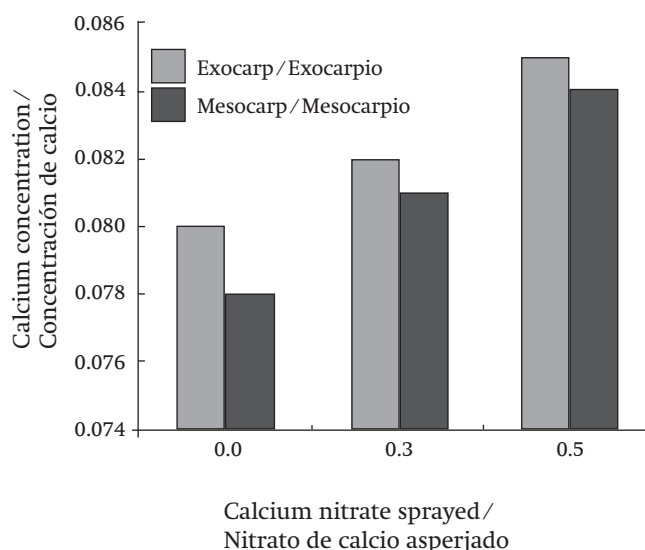 Calcium concentration/
Concentración de calcio
0.086
0.084
0.082
0.080
0.078
0.076
0.074
Exocarp/Exocarpio
Mesocarp/Mesocarpio
0.0 0.3 0.5
Calcium nitrate sprayed/
Nitrato de calcio asperjado